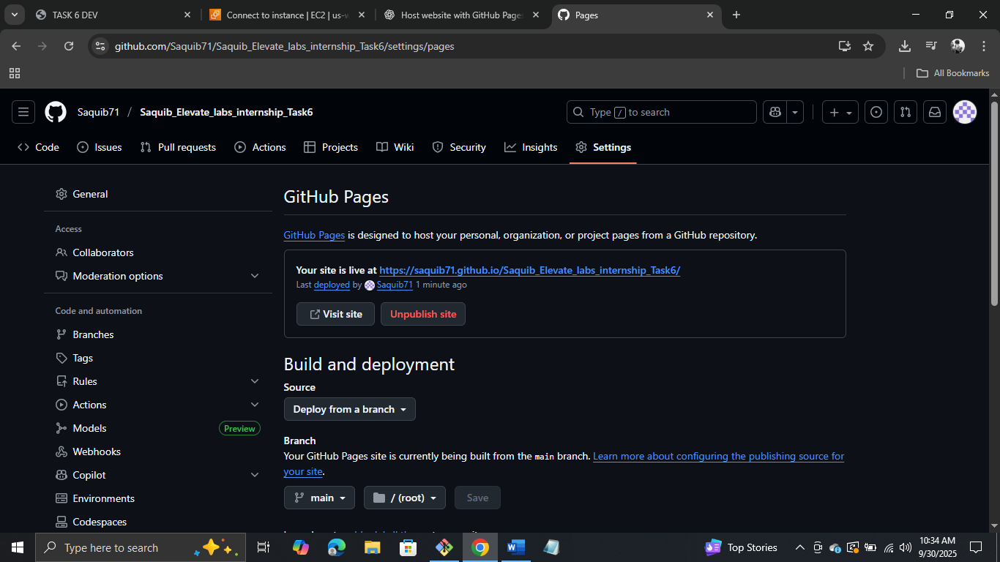 TASK 6 DEV
Connect to instance | EC2 | us-w
Host website with GitHub Page
Pages
github.com/Saquib71/Saquib_Elevate_labs_internship_Task6/settings/pages
All Bookmarks
Saquib71 / Saquib_Elevate_labs_internship_Task6
Type / to search
Code
Issues
Pull requests
Actions
Projects
Wiki
Security
Insights
Settings
General
Access
Collaborators
Moderation options
Code and automation
Branches
Tags
Rules
Actions
Models
Preview
Webhooks
Copilot
Environments
Codespaces
GitHub Pages
GitHub Pages is designed to host your personal, organization, or project pages from a GitHub repository.
Your site is live at https://saquib71.github.io/Saquib_Elevate_labs_internship_Task6/
Last deployed by Saquib71 1 minute ago
Visit site
Unpublish site
Build and deployment
Source
Deploy from a branch
Branch
Your GitHub Pages site is currently being built from the main branch. Learn more about configuring the publishing source for
your site.
main
/ (root)
Save
Type here to search
Top Stories
10:34 AM
9/30/2025